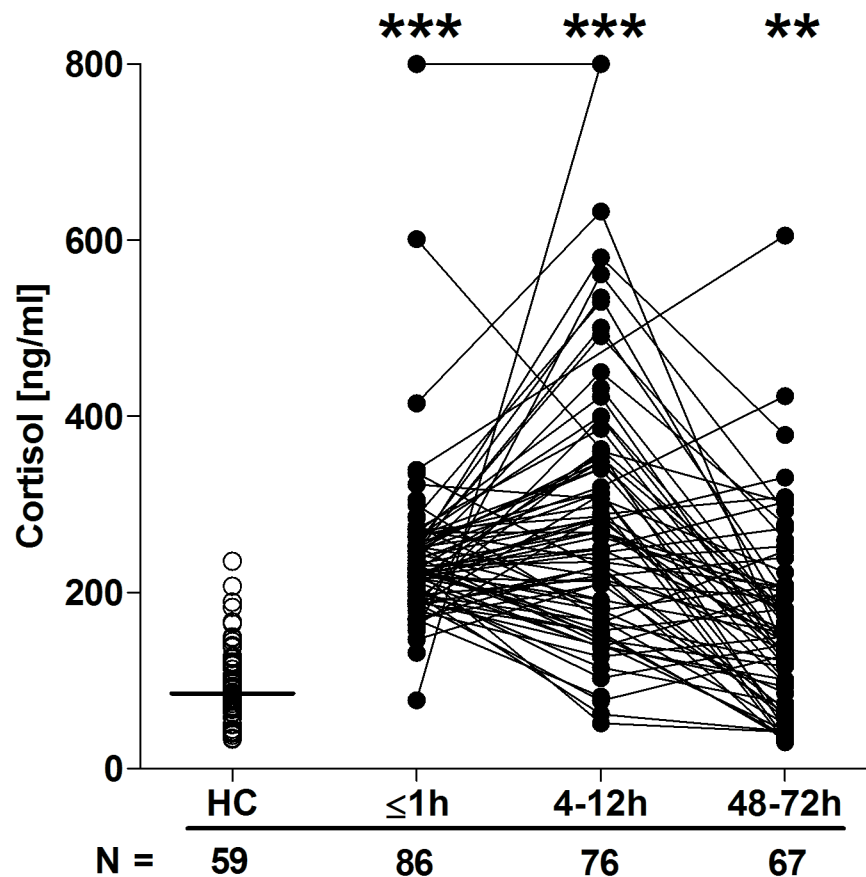 *** *** **
800
600
400
200
0
Cortisol [ng/ml]
HC ≤1h 4-12h 48-72h
N = 59 86 76 67